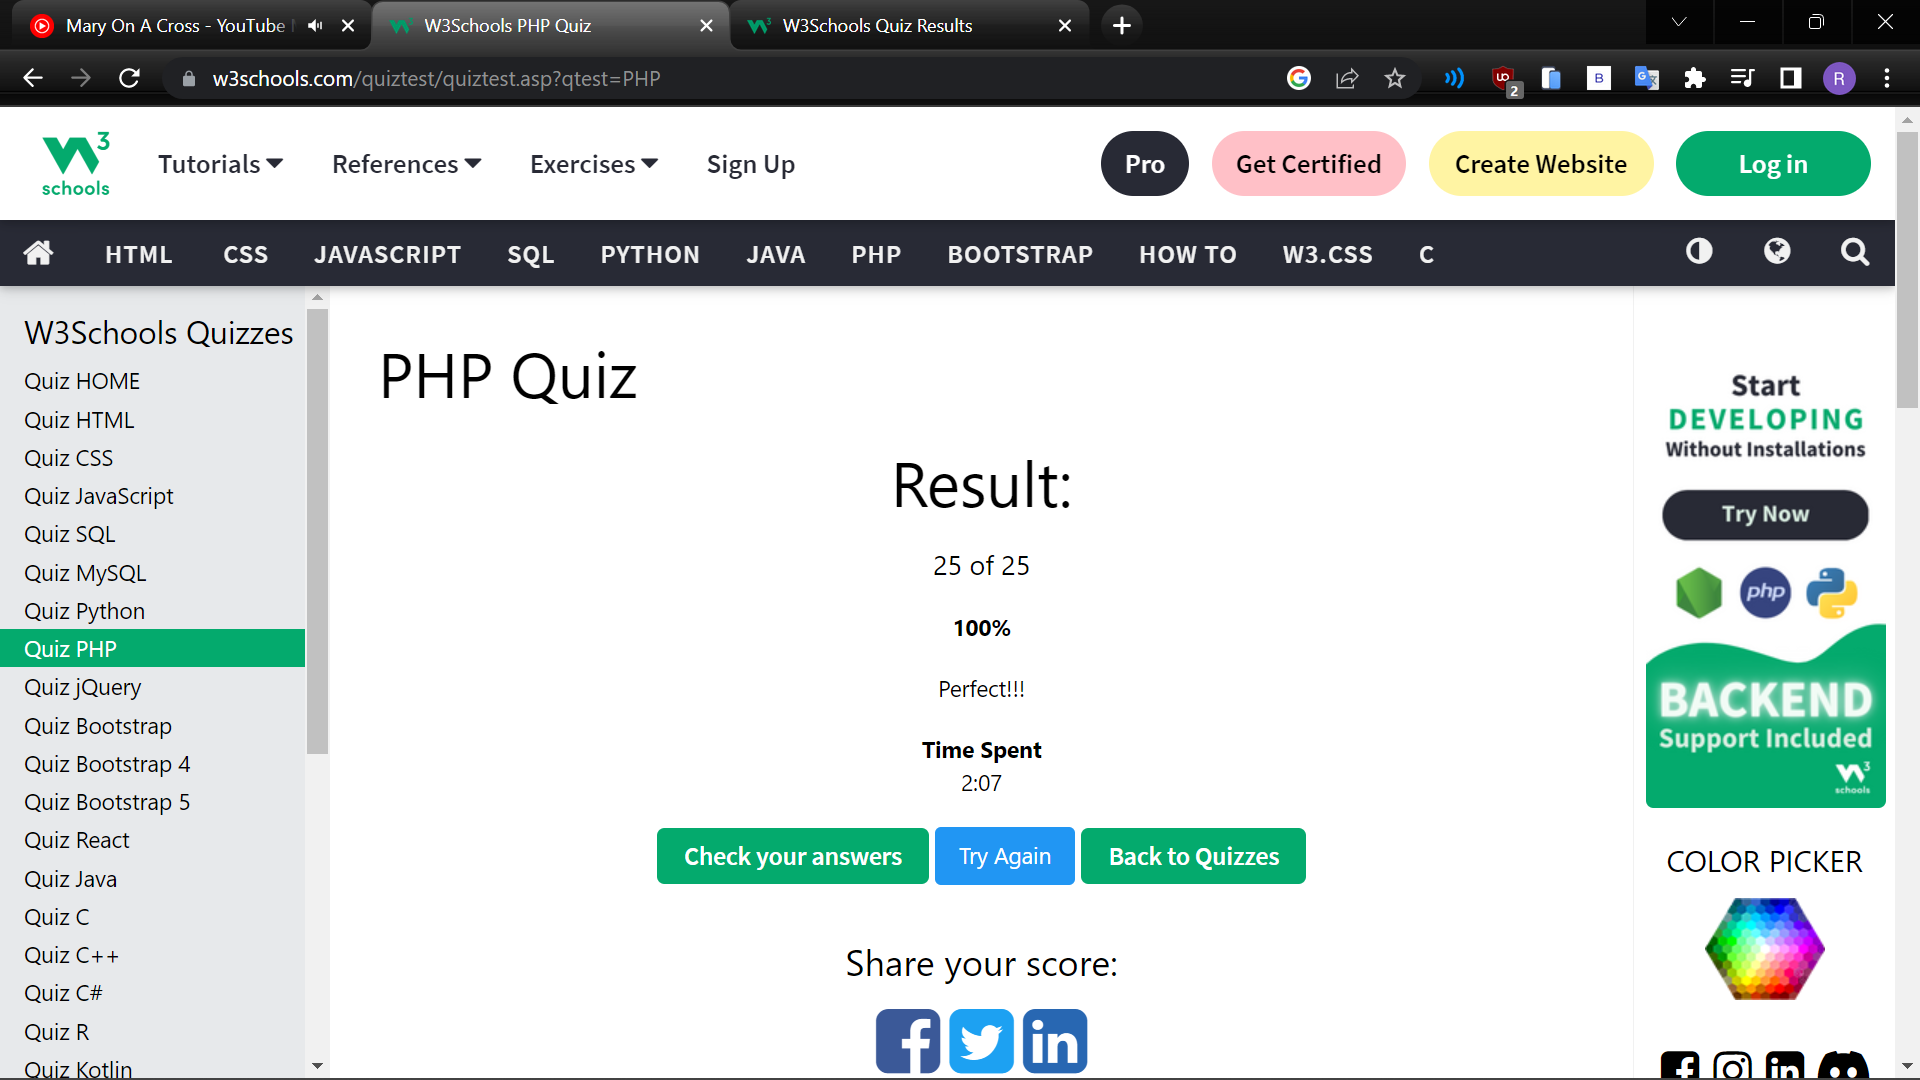 Mary On A Cross - YouTube
W3Schools PHP Quiz
W3Schools Quiz Results
w3schools.com/quiztest/quiztest.asp?qtest=PHP
2
B
G
R
W3
schools
Tutorials
References
Exercises
Sign Up
Pro
Get Certified
Create Website
Log in
HTML
CSS
JAVASCRIPT
SQL
PYTHON
JAVA
PHP
BOOTSTRAP
HOW TO
W3.CSS
C
W3Schools Quizzes
Quiz HOME
Quiz HTML
Quiz CSS
Quiz JavaScript
Quiz SQL
Quiz MySQL
Quiz Python
Quiz PHP
Quiz jQuery
Quiz Bootstrap
Quiz Bootstrap 4
Quiz Bootstrap 5
Quiz React
Quiz Java
Quiz C
Quiz C++
Quiz C#
Quiz R
Quiz Kotlin
PHP Quiz
Result:
25 of 25
100%
Perfect!!!
Time Spent
2:07
Check your answers
Try Again
Back to Quizzes
Share your score:
Start
DEVELOPING
Without Installations
Try Now
php
BACKEND
Support Included
W3
schools
COLOR PICKER